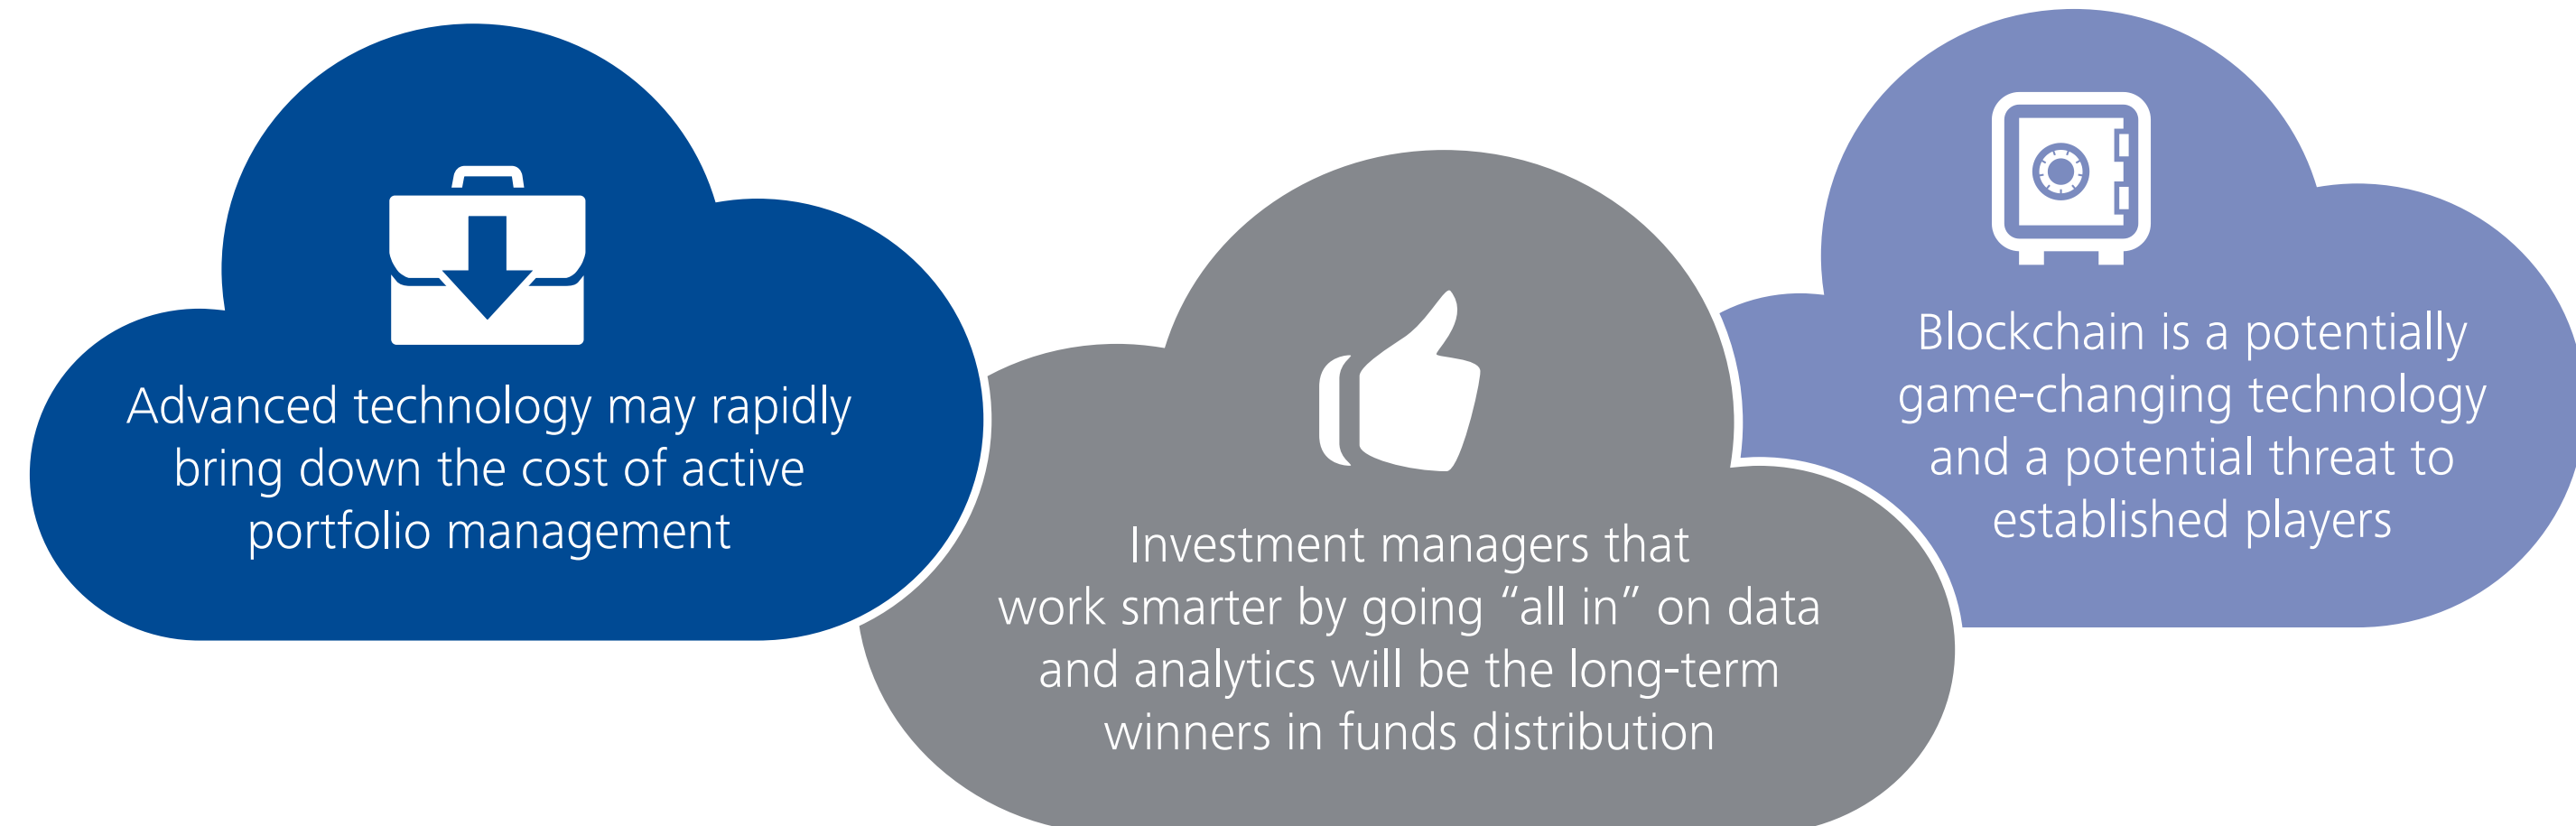 Advanced technology may rapidly
bring down the cost of active
portfolio management
Investment managers that
work smarter by going “all in” on data
and analytics will be the long-term
winners in funds distribution
Blockchain is a potentially
game-changing technology
and a potential threat to
established players